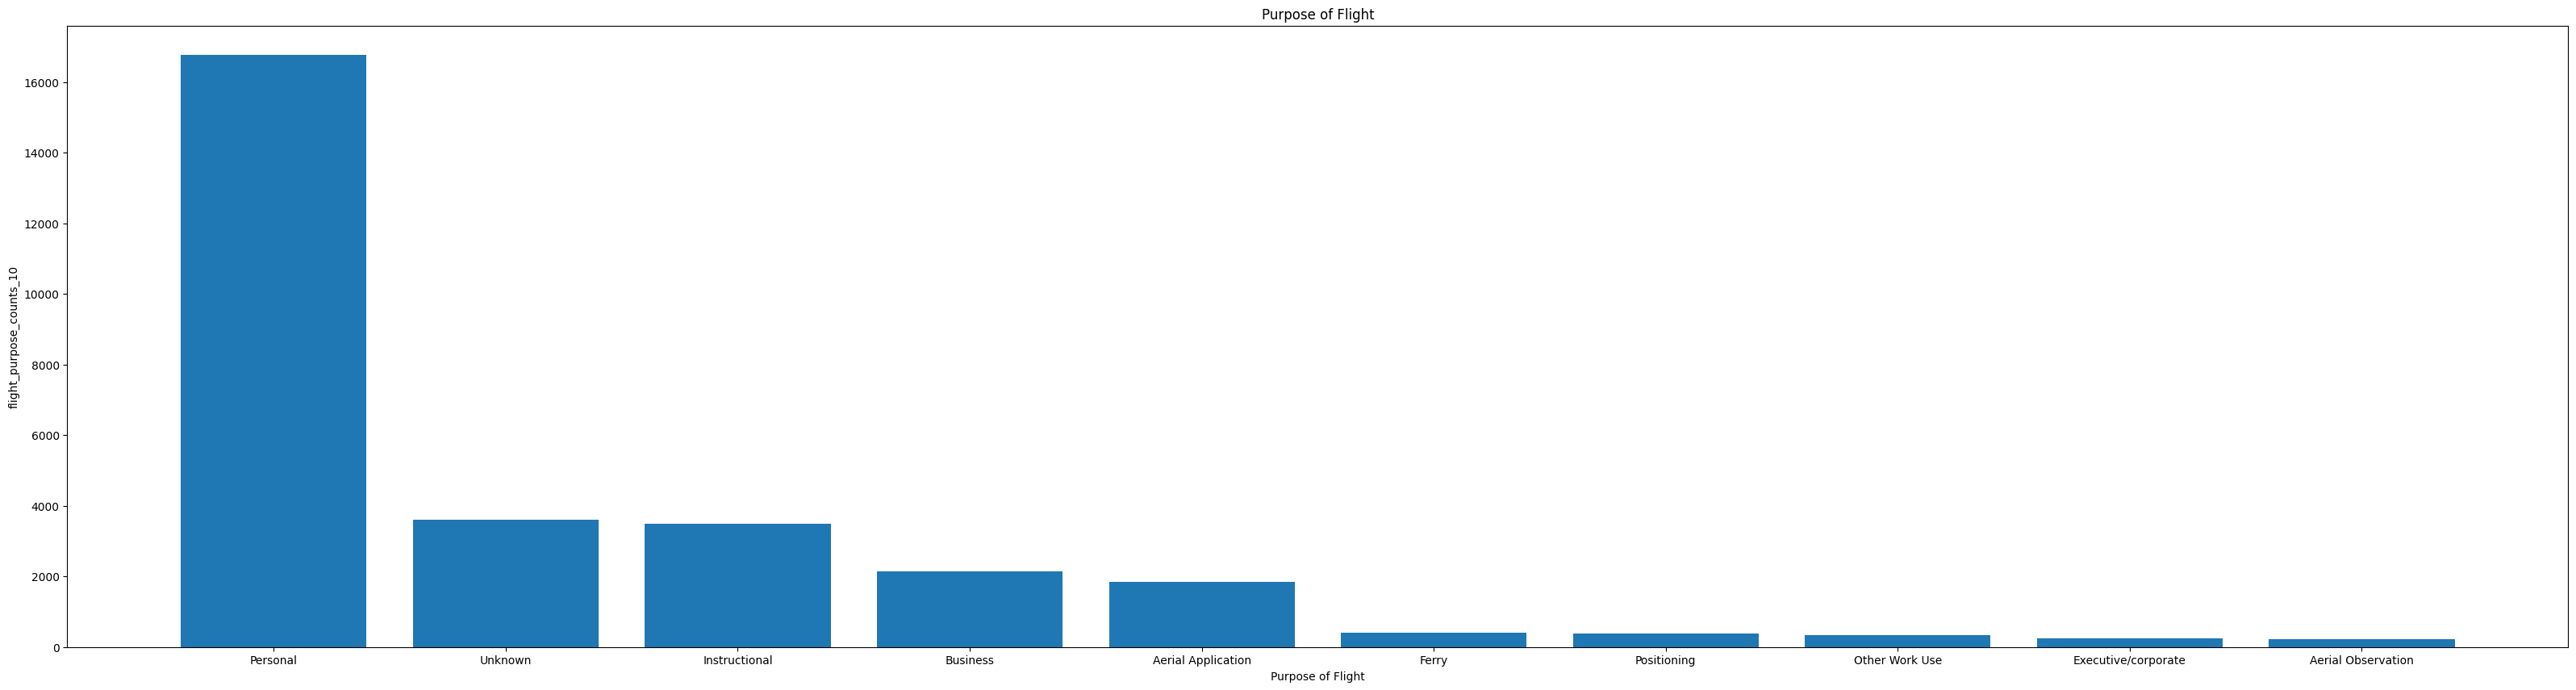 Purpose of Flight
flight_purpose_counts_10
16000
14000
12000
10000
8000
6000
4000
2000
0
Personal
Unknown
Instructional
Business
Aerial Application
Ferry
Positioning
Other Work Use
Executive/corporate
Aerial Observation
Purpose of Flight